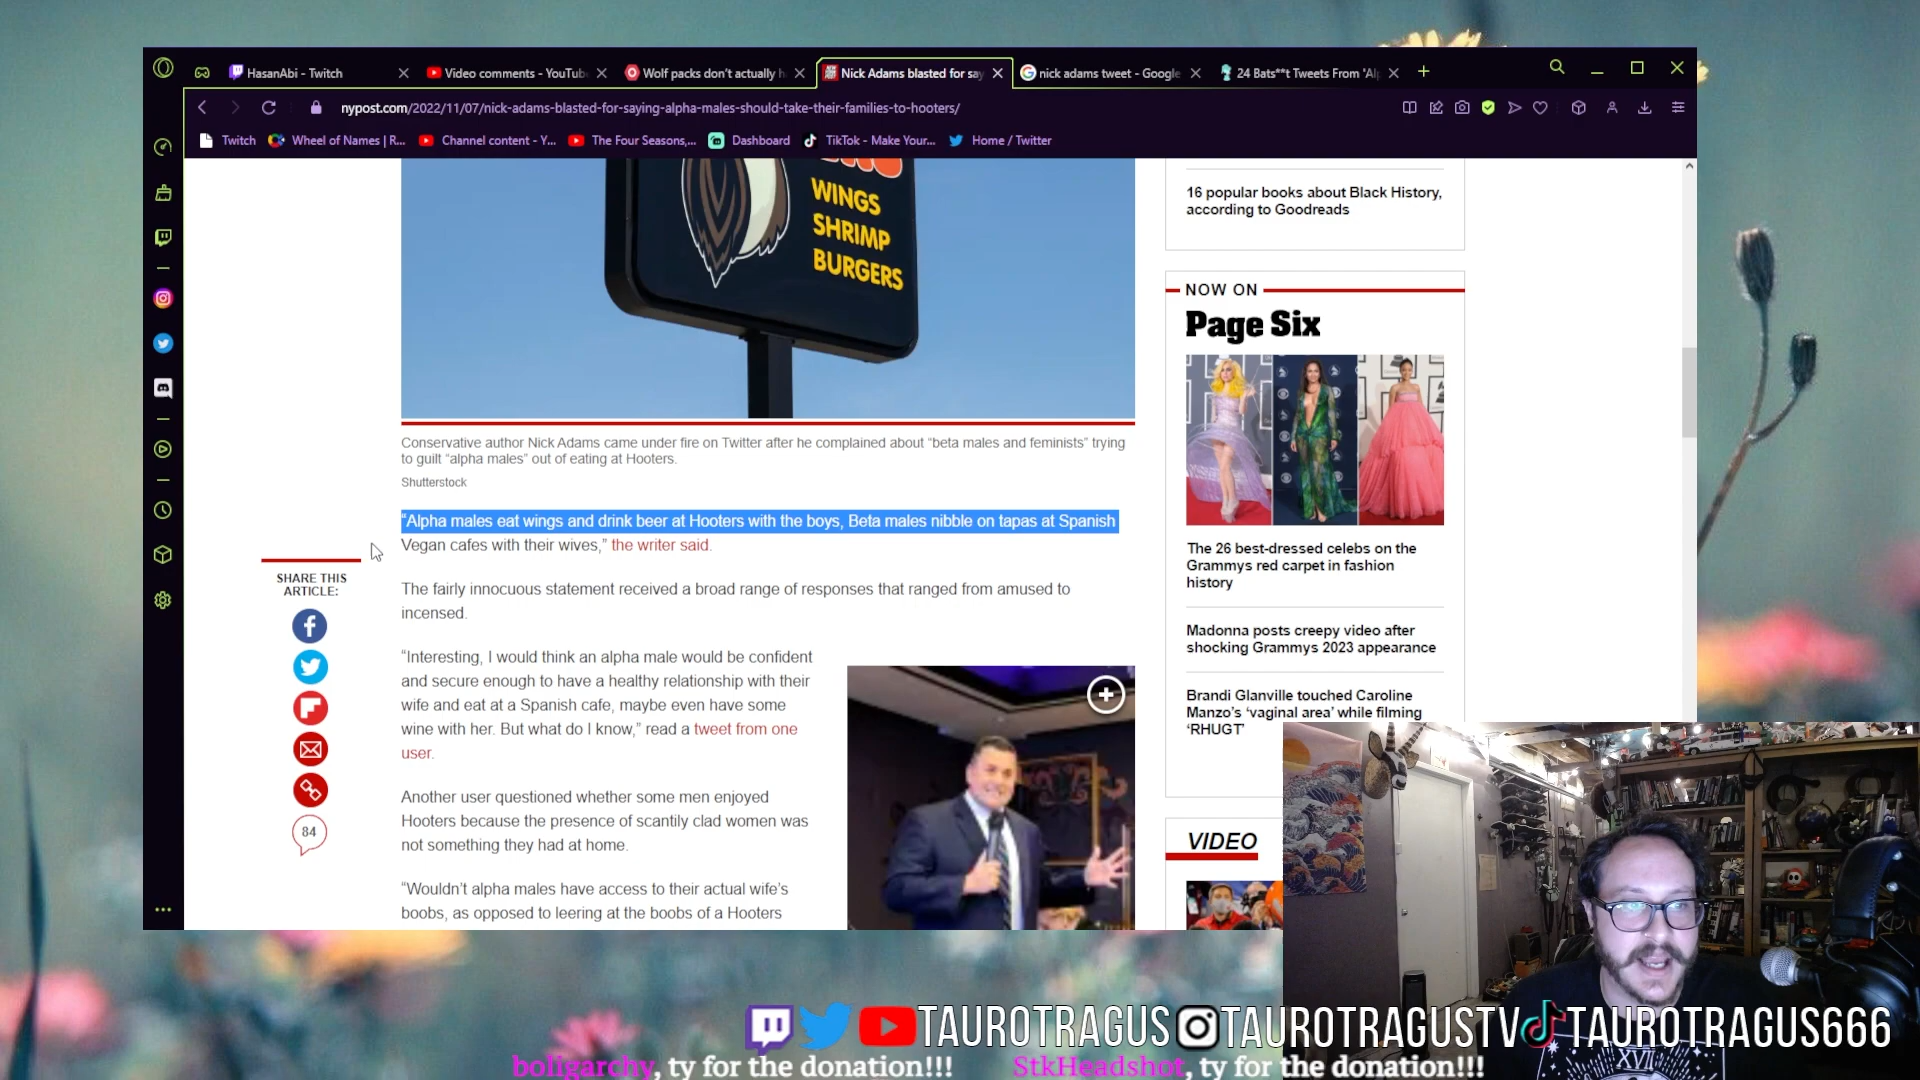 HasanAbi - Twitch
Video comments - YouTub
Wolf packs don't actually h
Nick Adams blasted for say
nick adams tweet - Google
24 Bats**t Tweets From 'Al
nypost.com/2022/11/07/nick-adams-blasted-for-saying-alpha-males-should-take-their-families-to-hooters/
Twitch
Wheel of Names | R...
Channel content - Y...
The Four Seasons,...
Dashboard
TikTok - Make Your...
Home / Twitter
WINGS
SHRIMP
BURGERS
Conservative author Nick Adams came under fire on Twitter after he complained about "beta males and feminists" trying
to guilt "alpha males" out of eating at Hooters.
Shutterstock
"Alpha males eat wings and drink beer at Hooters with the boys, Beta males nibble on tapas at Spanish
Vegan cafes with their wives," the writer said.
The fairly innocuous statement received a broad range of responses that ranged from amused to
incensed.
"Interesting, I would think an alpha male would be confident
and secure enough to have a healthy relationship with their
wife and eat at a Spanish cafe, maybe even have some
wine with her. But what do I know," read a tweet from one
user.
Another user questioned whether some men enjoyed
Hooters because the presence of scantily clad women was
not something they had at home.
"Wouldn't alpha males have access to their actual wife's
boobs, as opposed to leering at the boobs of a Hooters
SHARE THIS
ARTICLE:
84
16 popular books about Black History,
according to Goodreads
NOW ON
Page Six
The 26 best-dressed celebs on the
Grammys red carpet in fashion
history
Madonna posts creepy video after
shocking Grammys 2023 appearance
Brandi Glanville touched Caroline
Manzo's 'vaginal area' while filming
'RHUGT'
VIDEO
TAUROTRAGUS
TAUROTRAGUSTV
TAUROTRAGUS666
XVII
boligarchy, ty for the donation!!!
StkHeadshot, ty for the donation!!!